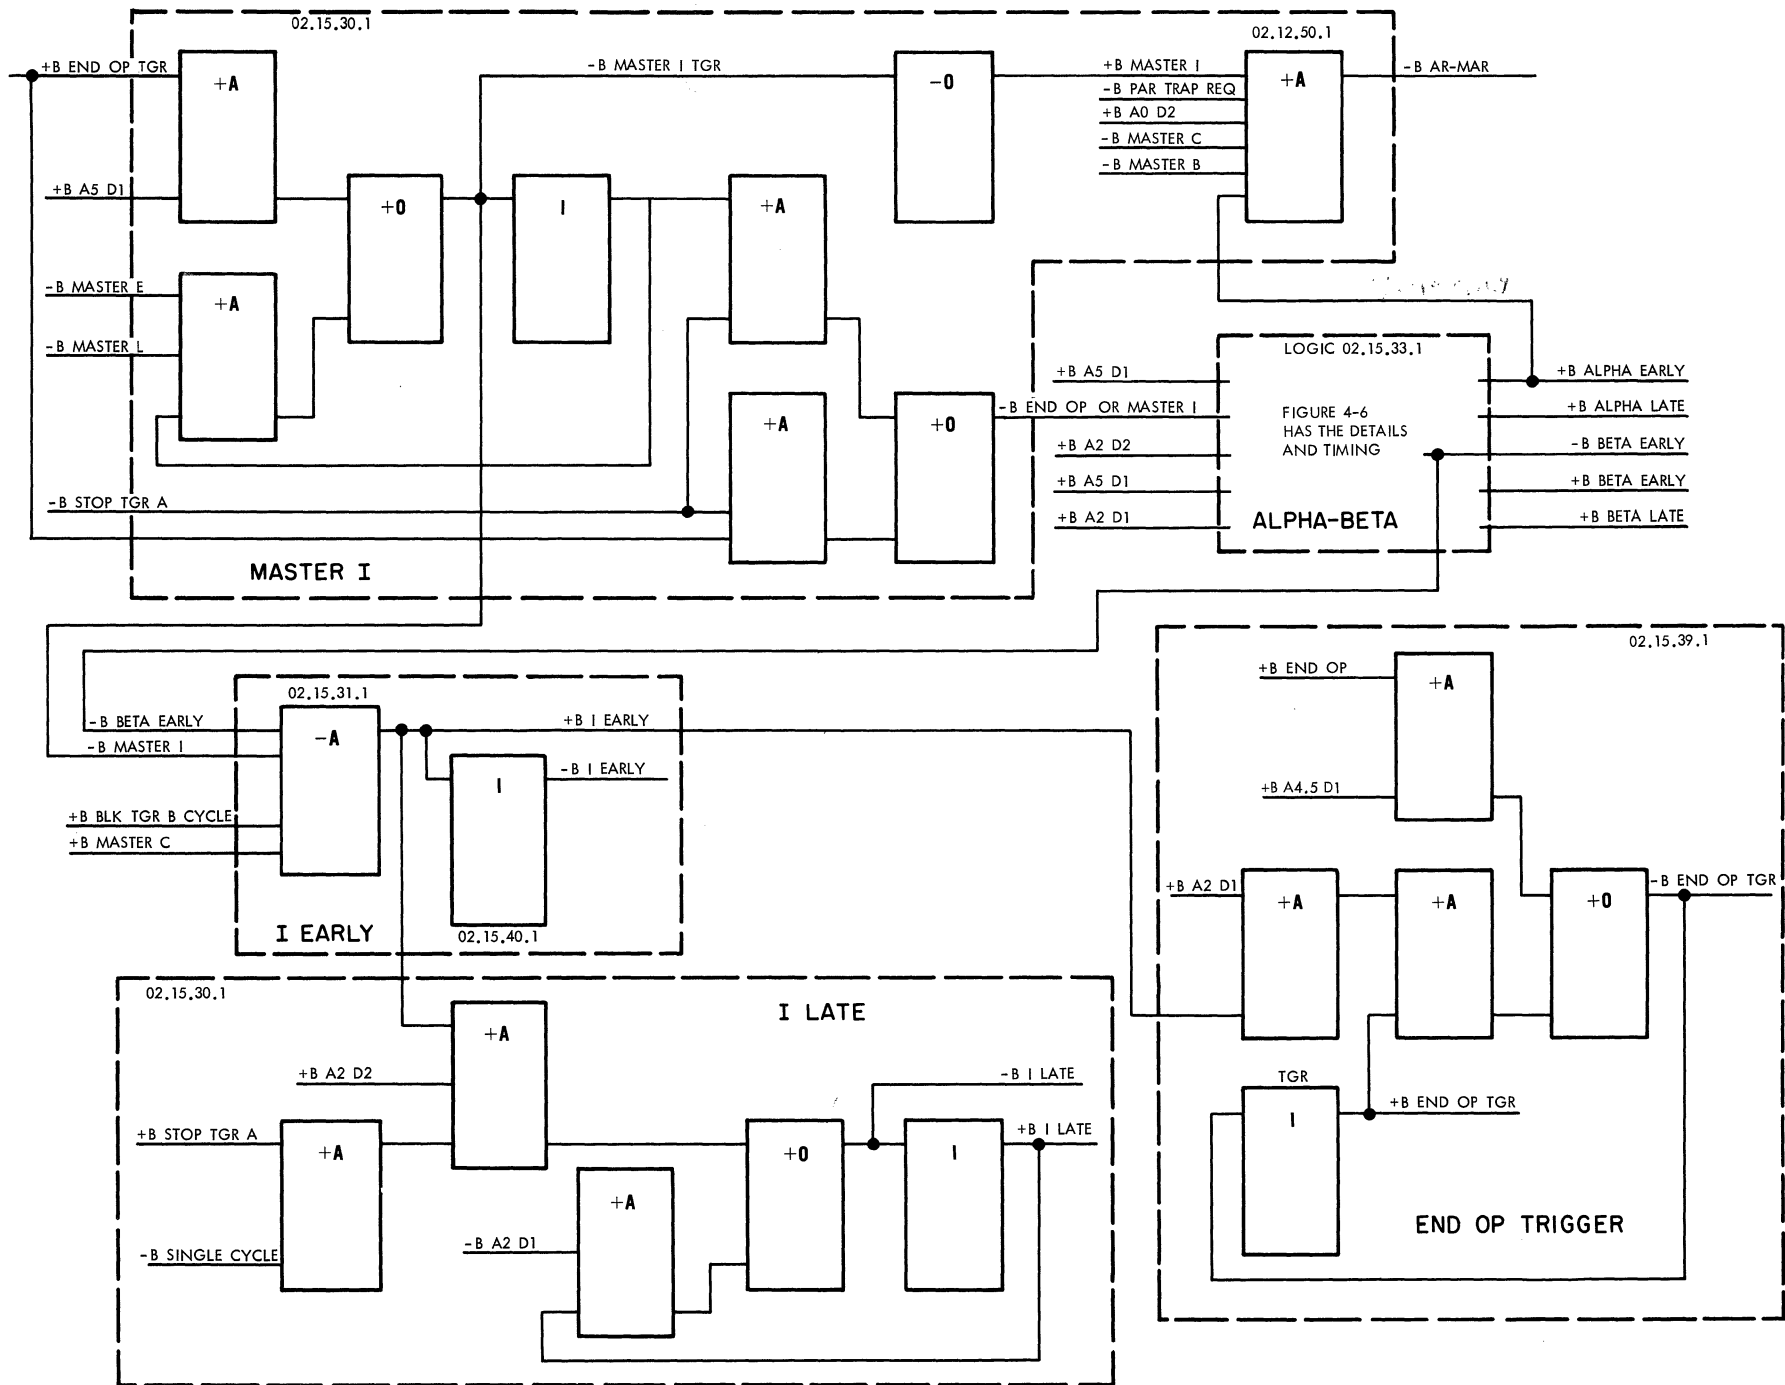 02.15.30.1
02.12.50.1
+B END OP TGR
+A
-B MASTER I TGR
-O
+B MASTER I
-B PAR TRAP REQ
+B A0 D2
-B MASTER C
-B MASTER B
+A
-B AR-MAR
+B A5 D1
+O
I
+A
-B MASTER E
-B MASTER L
+A
-B STOP TGR A
+A
+O
-B END OP OR MASTER I
MASTER I
+B A5 D1
+B A2 D2
+B A5 D1
+B A2 D1
LOGIC 02.15.33.1
FIGURE 4-6
HAS THE DETAILS
AND TIMING
ALPHA-BETA
+B ALPHA EARLY
+B ALPHA LATE
-B BETA EARLY
+B BETA EARLY
+B BETA LATE
02.15.31.1
-B BETA EARLY
-B MASTER I
+B BLK TGR B CYCLE
+B MASTER C
-A
+B I EARLY
I
-B I EARLY
I EARLY
02.15.40.1
02.15.39.1
+B END OP
+A
+B A4.5 D1
+B A2 D1
+A
+A
+O
-B END OP TGR
TGR
I
+B END OP TGR
END OP TRIGGER
02.15.30.1
I LATE
+A
+B A2 D2
+B STOP TGR A
+A
-B SINGLE CYCLE
-B A2 D1
+A
+O
-B I LATE
I
+B I LATE